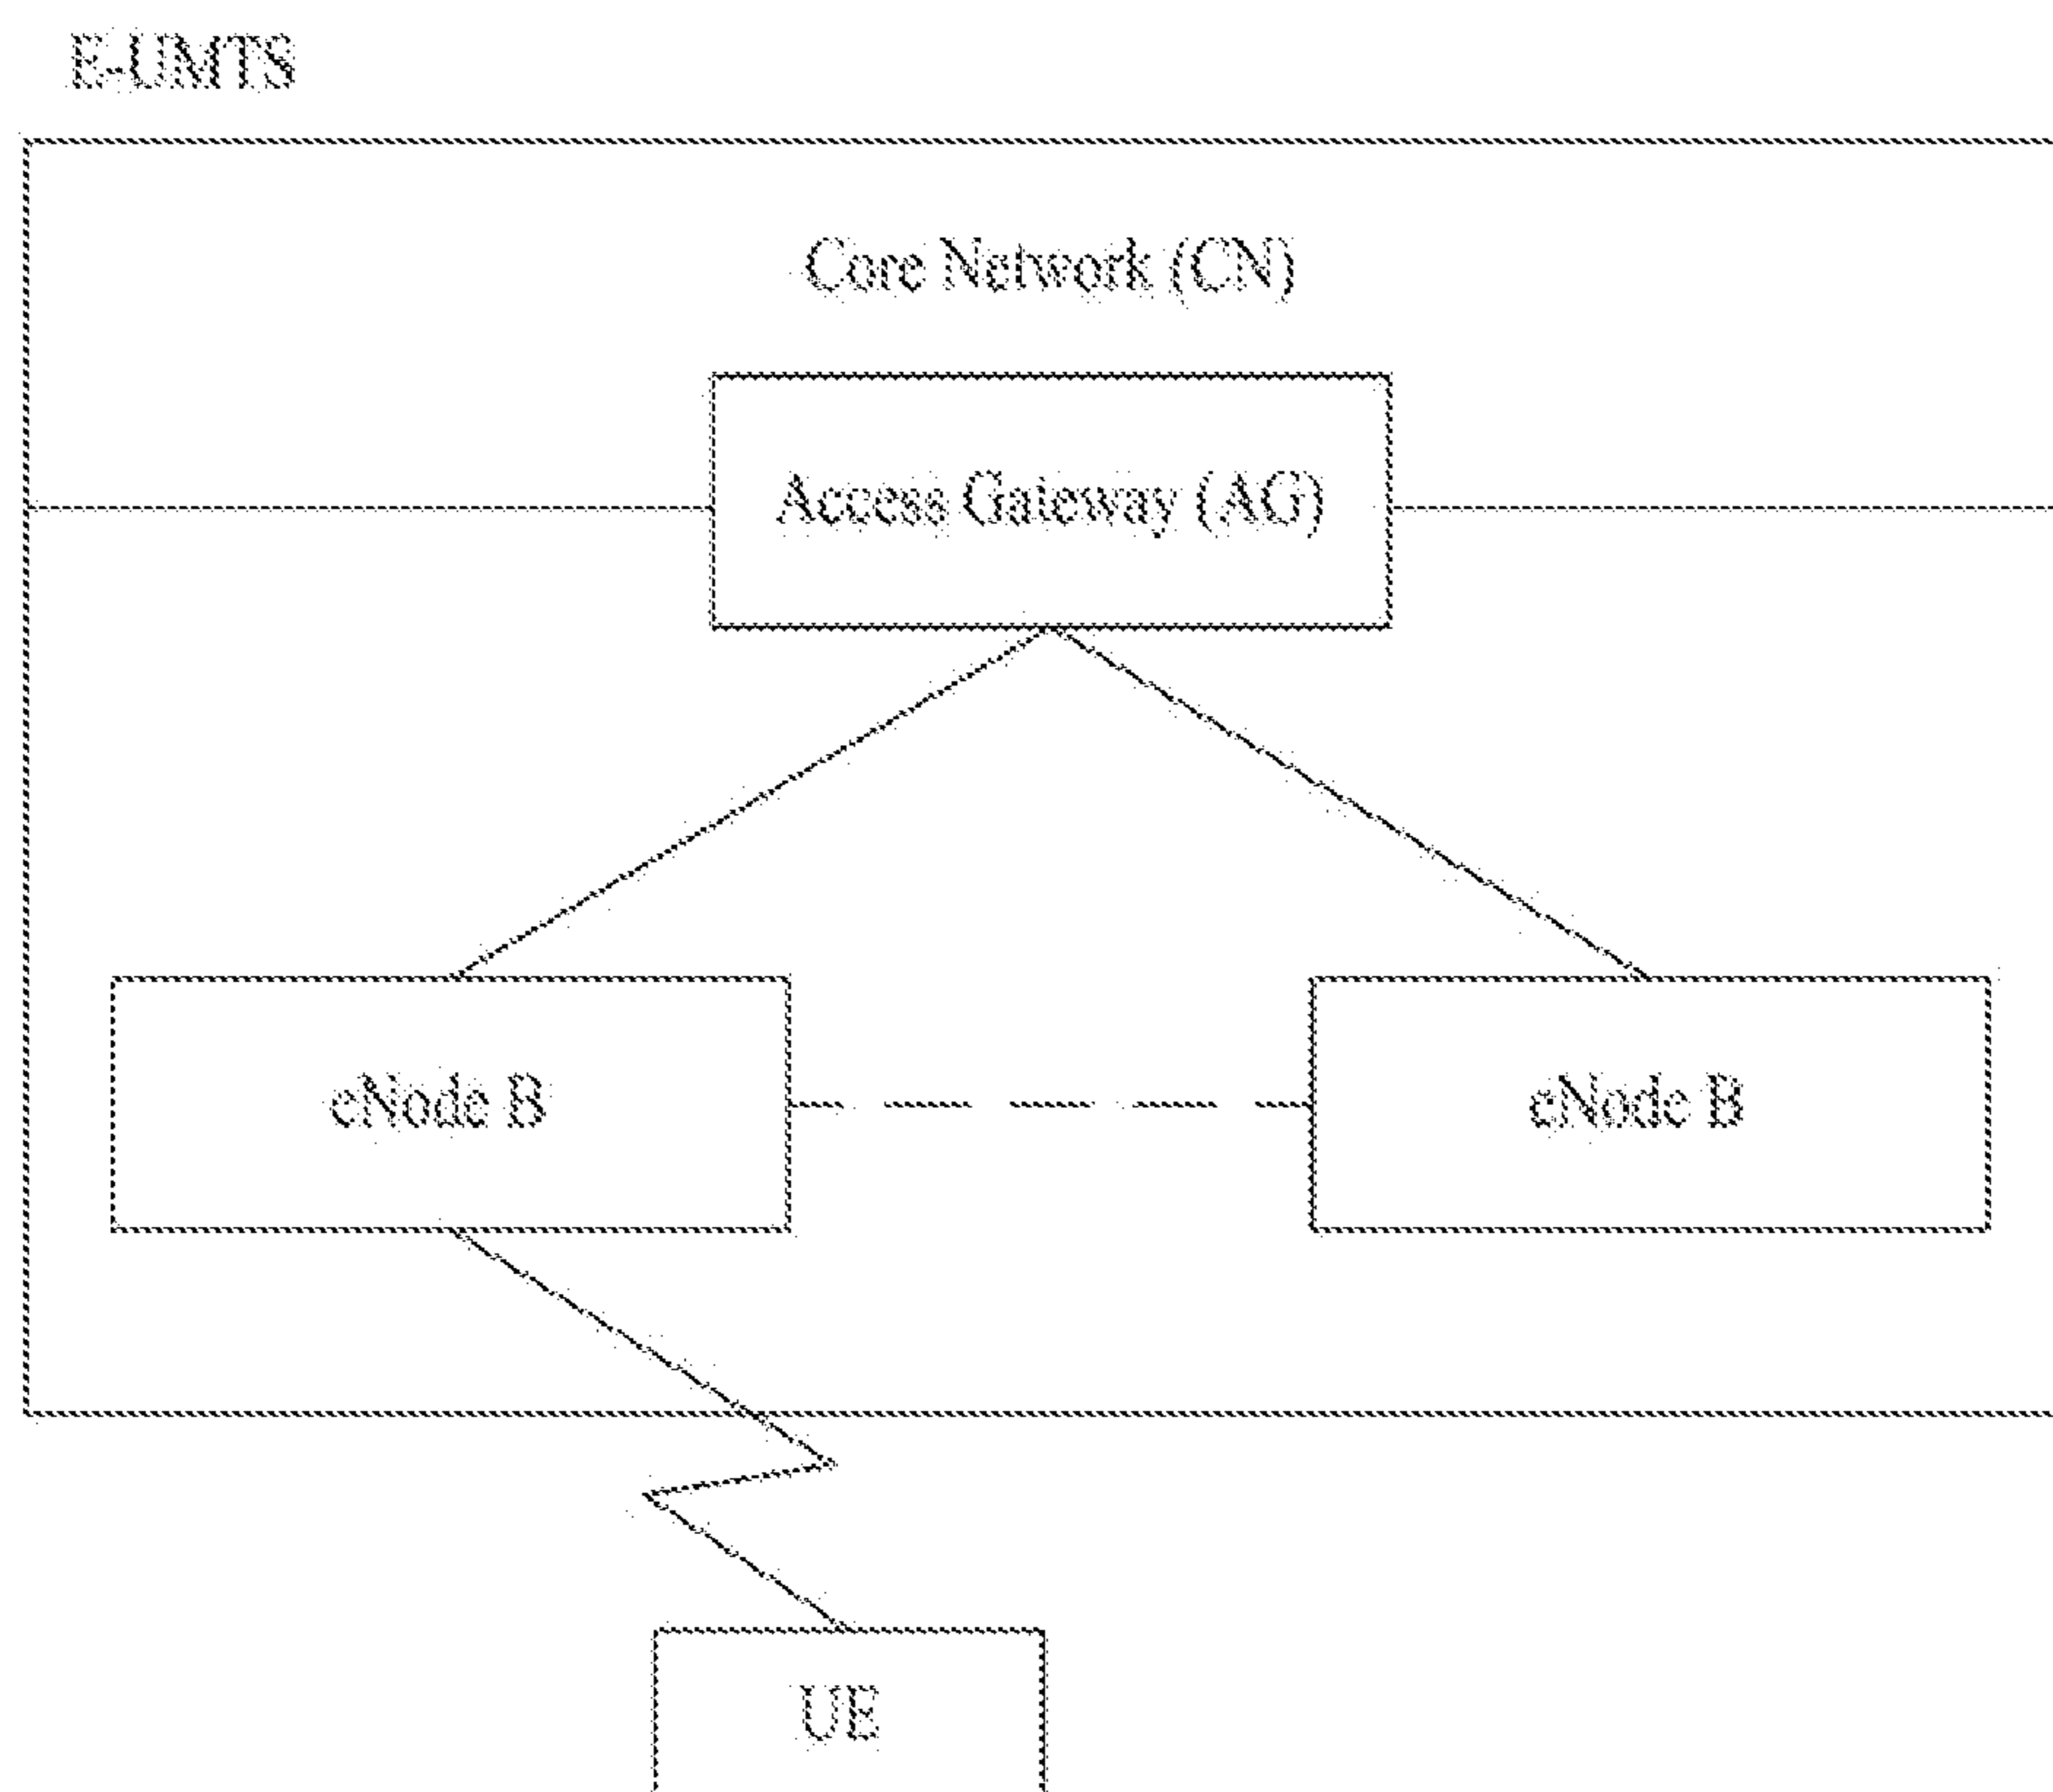 E-UMTS
Core Network (CN)
Access Gateway (AG)
eNode B
eNode B
UE